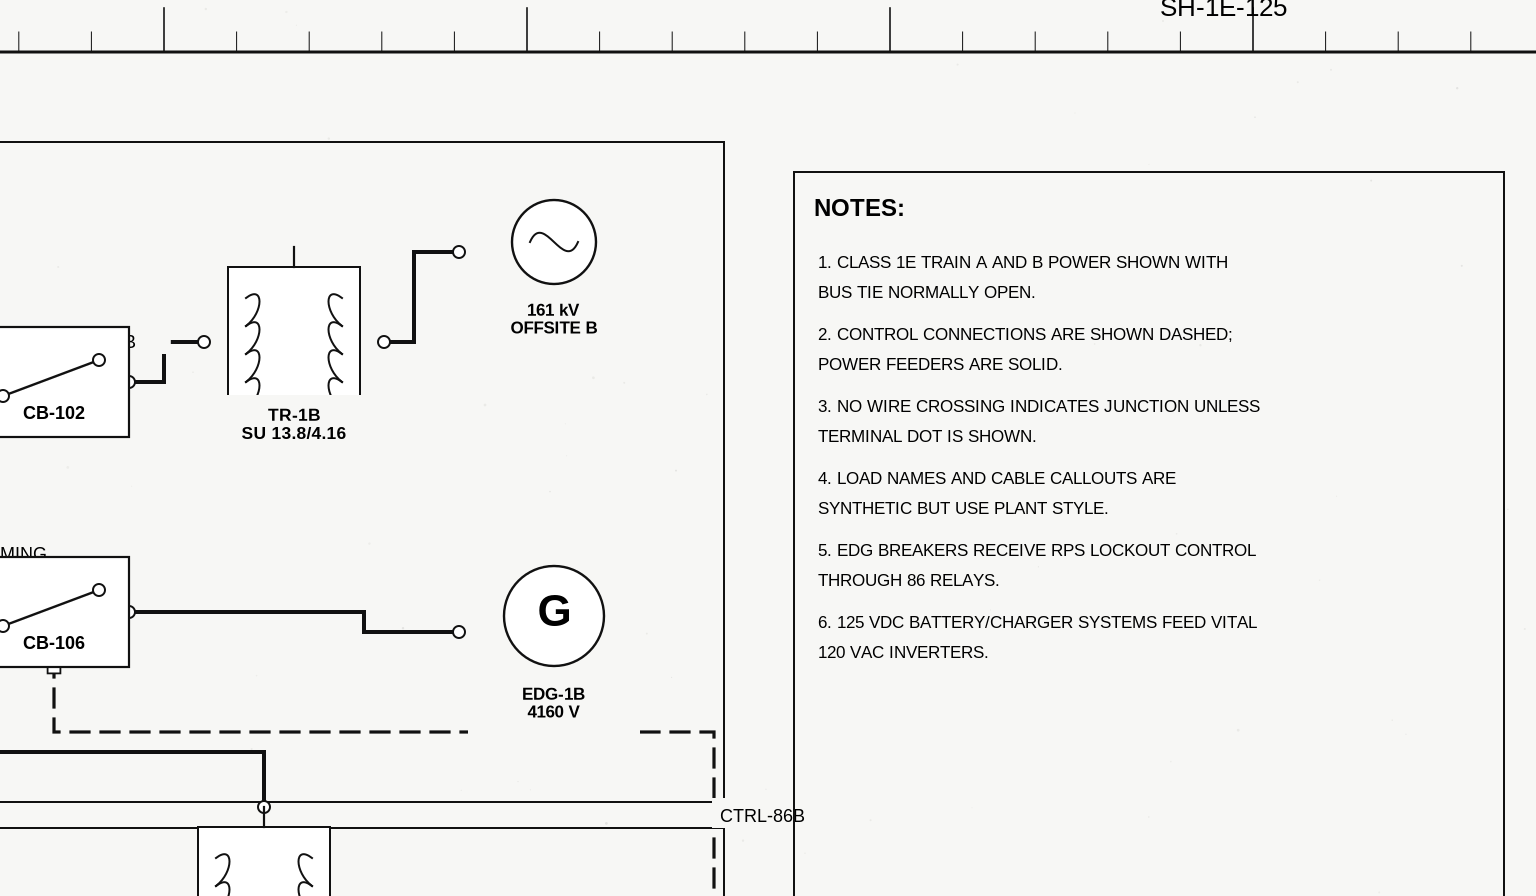 SH-1E-125
NOTES:
1. CLASS 1E TRAIN A AND B POWER SHOWN WITH
BUS TIE NORMALLY OPEN.
2. CONTROL CONNECTIONS ARE SHOWN DASHED;
POWER FEEDERS ARE SOLID.
3. NO WIRE CROSSING INDICATES JUNCTION UNLESS
TERMINAL DOT IS SHOWN.
4. LOAD NAMES AND CABLE CALLOUTS ARE
SYNTHETIC BUT USE PLANT STYLE.
5. EDG BREAKERS RECEIVE RPS LOCKOUT CONTROL
THROUGH 86 RELAYS.
6. 125 VDC BATTERY/CHARGER SYSTEMS FEED VITAL
120 VAC INVERTERS.
161 kV
OFFSITE B
CB-102
TR-1B
SU 13.8/4.16
MING
CB-106
G
EDG-1B
4160 V
CTRL-86B